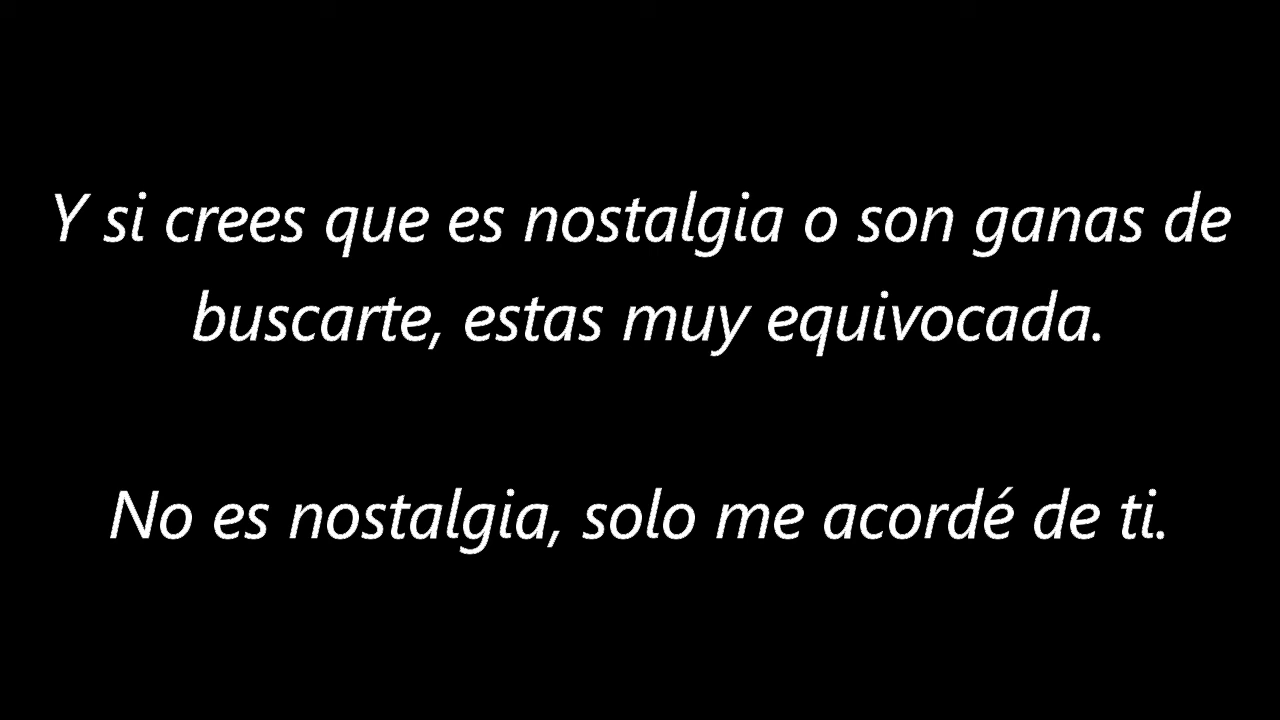 Y si crees que es nostalgia o son ganas de
buscarte, estas muy equivocada.
No es nostalgia, solo me acordé de ti.